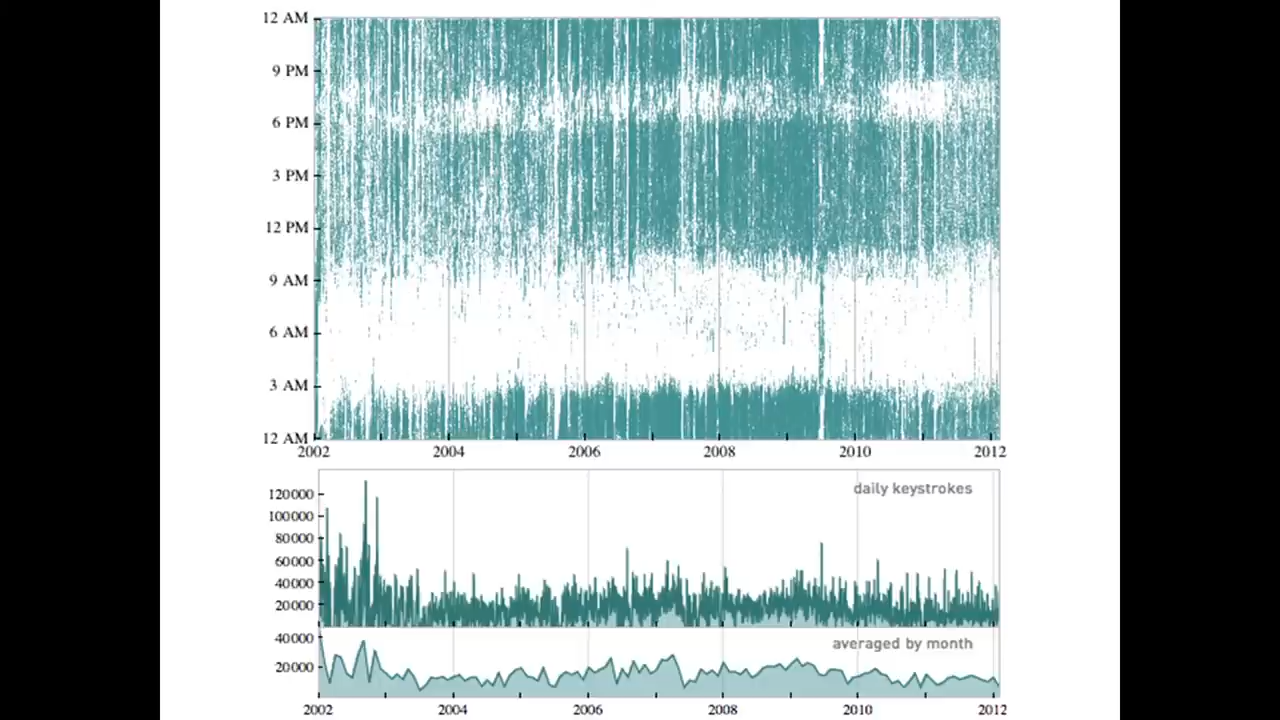 12 AM
9 PM
6 PM
3 PM
12 PM
9 AM
6 AM
3 AM
12 AM
2002 2004 2006 2008 2010 2012
daily keystrokes
120000
100000
80000
60000
40000
20000
averaged by month
40000
20000
2002 2004 2006 2008 2010 2012